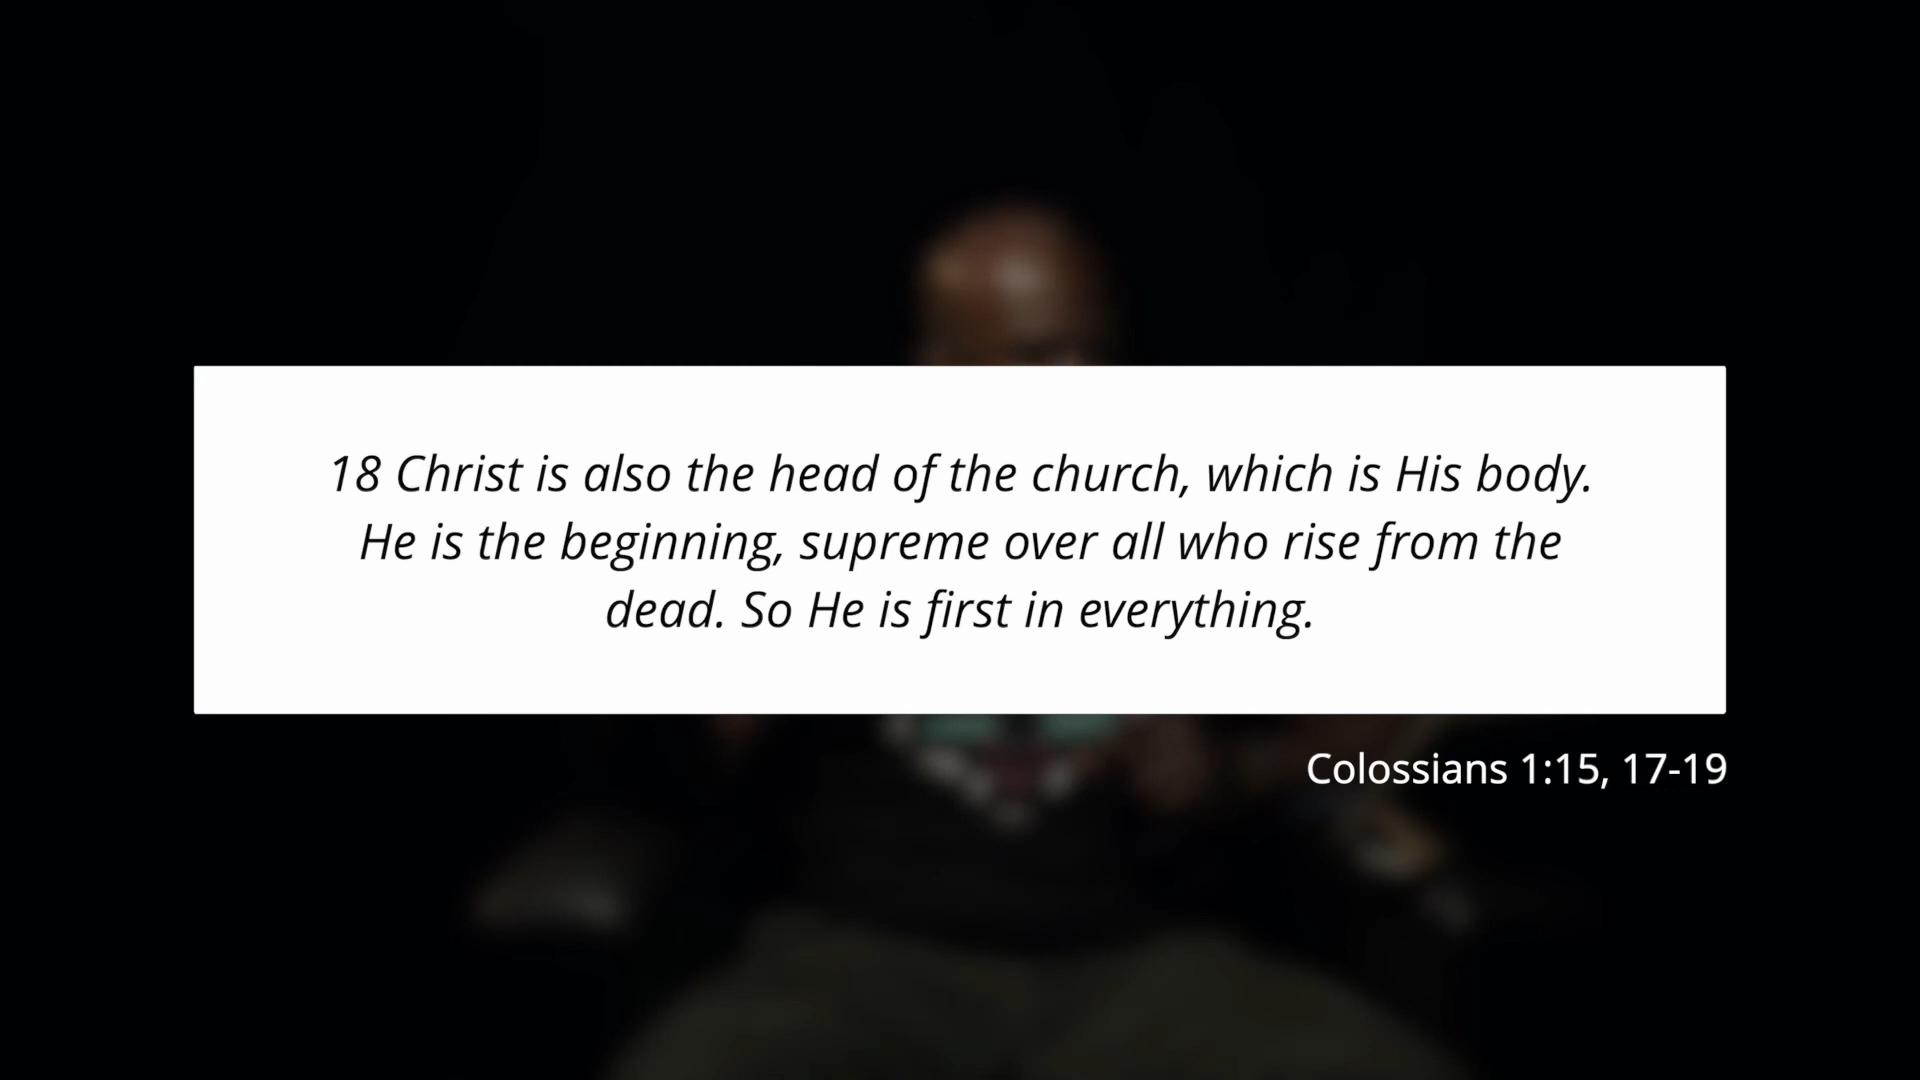 18 Christ is also the head of the church, which is His body.
He is the beginning, supreme over all who rise from the
dead. So He is first in everything.
Colossians 1:15, 17-19